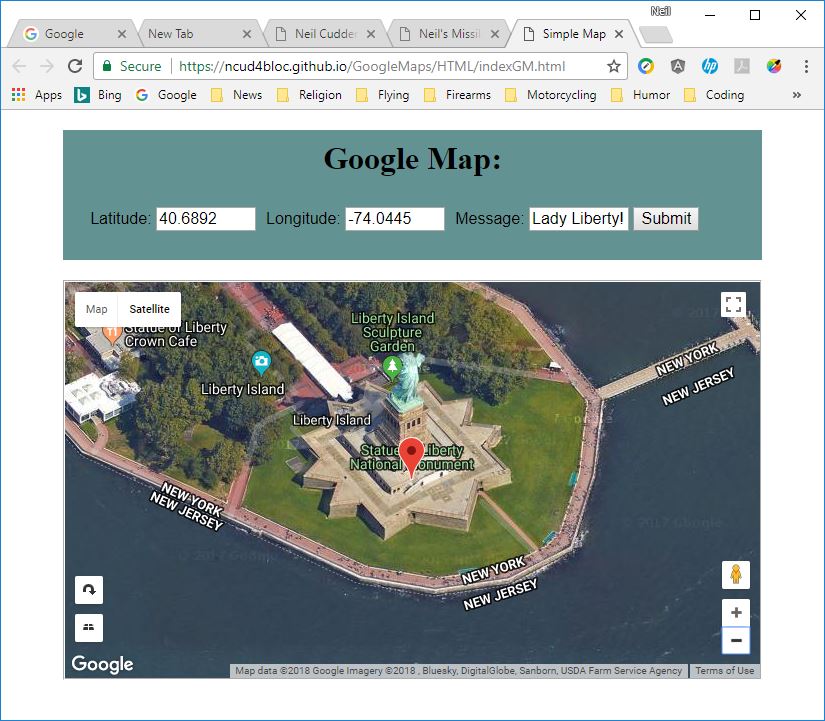 Neil
Google
New Tab
Neil Cudden
Neil's Missil
Simple Map
Secure
https://ncud4bloc.github.io/GoogleMaps/HTML/indexGM.html
Apps Bing Google News Religion Flying Firearms Motorcycling Humor Coding »
Google Map:
Latitude: 40.6892 Longitude: -74.0445 Message: Lady Liberty! Submit
Map Satellite
Statue of Liberty
Crown Cafe
Liberty Island
Sculpture
Garden
Liberty Island
Liberty Island
Statue of Liberty
National Monument
NEW YORK
NEW JERSEY
NEW YORK
NEW JERSEY
NEW YORK
NEW JERSEY
© 2017 Google
© 2017 Google
Google
Map data ©2018 Google Imagery ©2018 , Bluesky, DigitalGlobe, Sanborn, USDA Farm Service Agency
Terms of Use